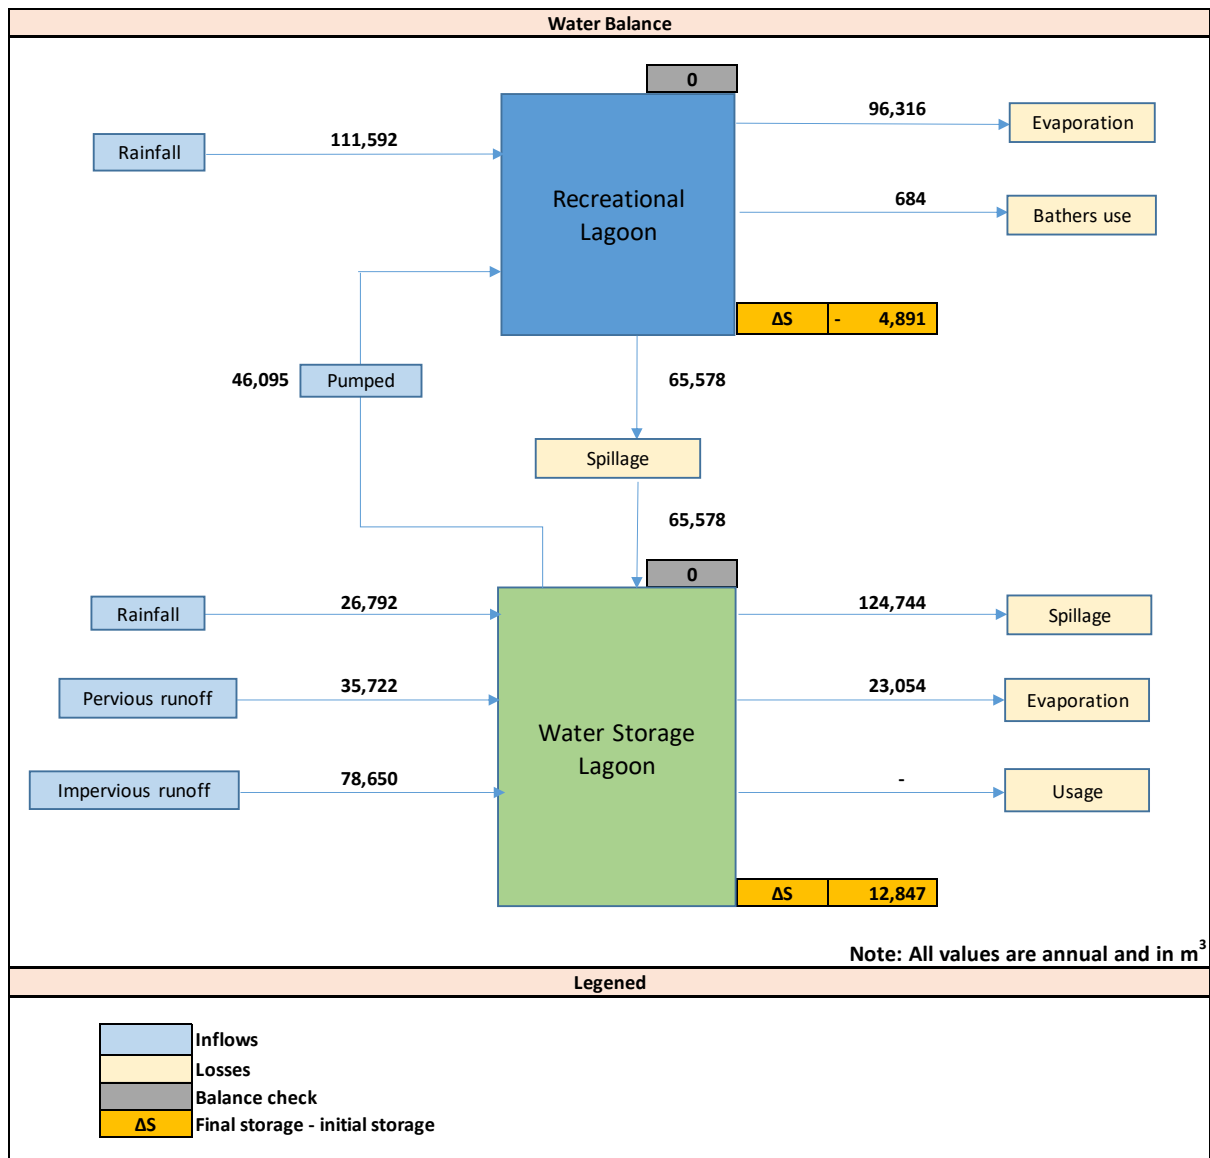 Water Balance
0
96,316
Evaporation
Rainfall
111,592
Recreational
Lagoon
684
Bathers use
ΔS
- 4,891
46,095
Pumped
65,578
Spillage
65,578
0
Rainfall
26,792
124,744
Spillage
Pervious runoff
35,722
23,054
Evaporation
Water Storage
Lagoon
Impervious runoff
78,650
-
Usage
ΔS
12,847
Note: All values are annual and in m³
Legened
Inflows
Losses
Balance check
ΔS
Final storage - initial storage